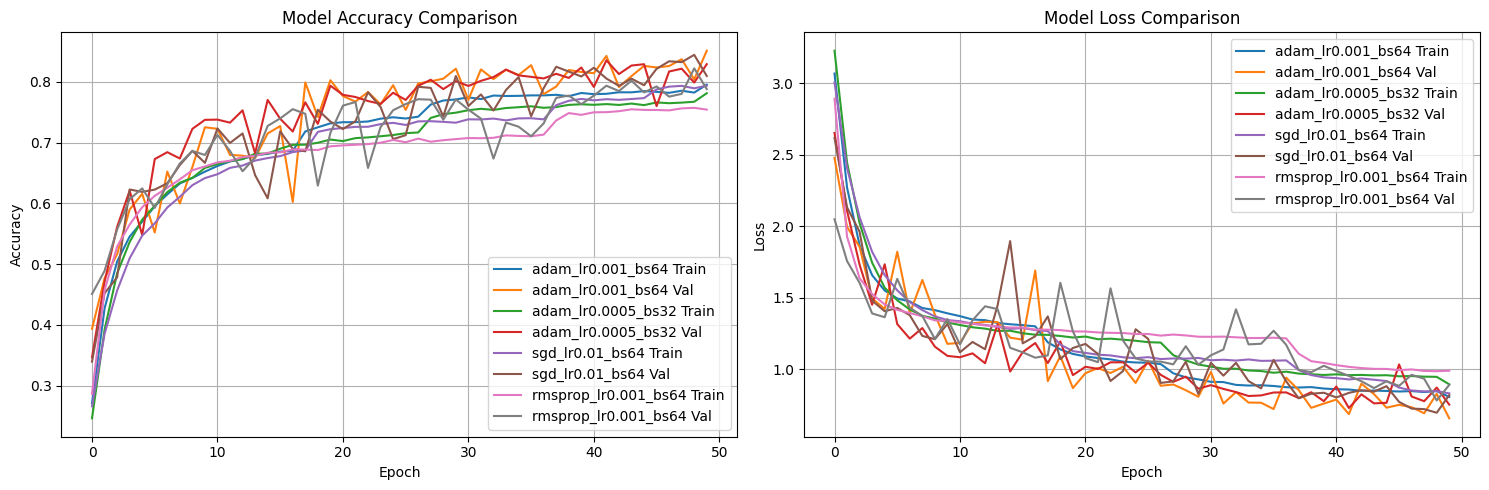 Model Accuracy Comparison
Accuracy
0.8
0.7
0.6
0.5
0.4
0.3
adam_lr0.001_bs64 Train
adam_lr0.001_bs64 Val
adam_lr0.0005_bs32 Train
adam_lr0.0005_bs32 Val
sgd_lr0.01_bs64 Train
sgd_lr0.01_bs64 Val
rmsprop_lr0.001_bs64 Train
rmsprop_lr0.001_bs64 Val
0 10 20 30 40 50
Epoch
Model Loss Comparison
Loss
3.0
2.5
2.0
1.5
1.0
adam_lr0.001_bs64 Train
adam_lr0.001_bs64 Val
adam_lr0.0005_bs32 Train
adam_lr0.0005_bs32 Val
sgd_lr0.01_bs64 Train
sgd_lr0.01_bs64 Val
rmsprop_lr0.001_bs64 Train
rmsprop_lr0.001_bs64 Val
0 10 20 30 40 50
Epoch